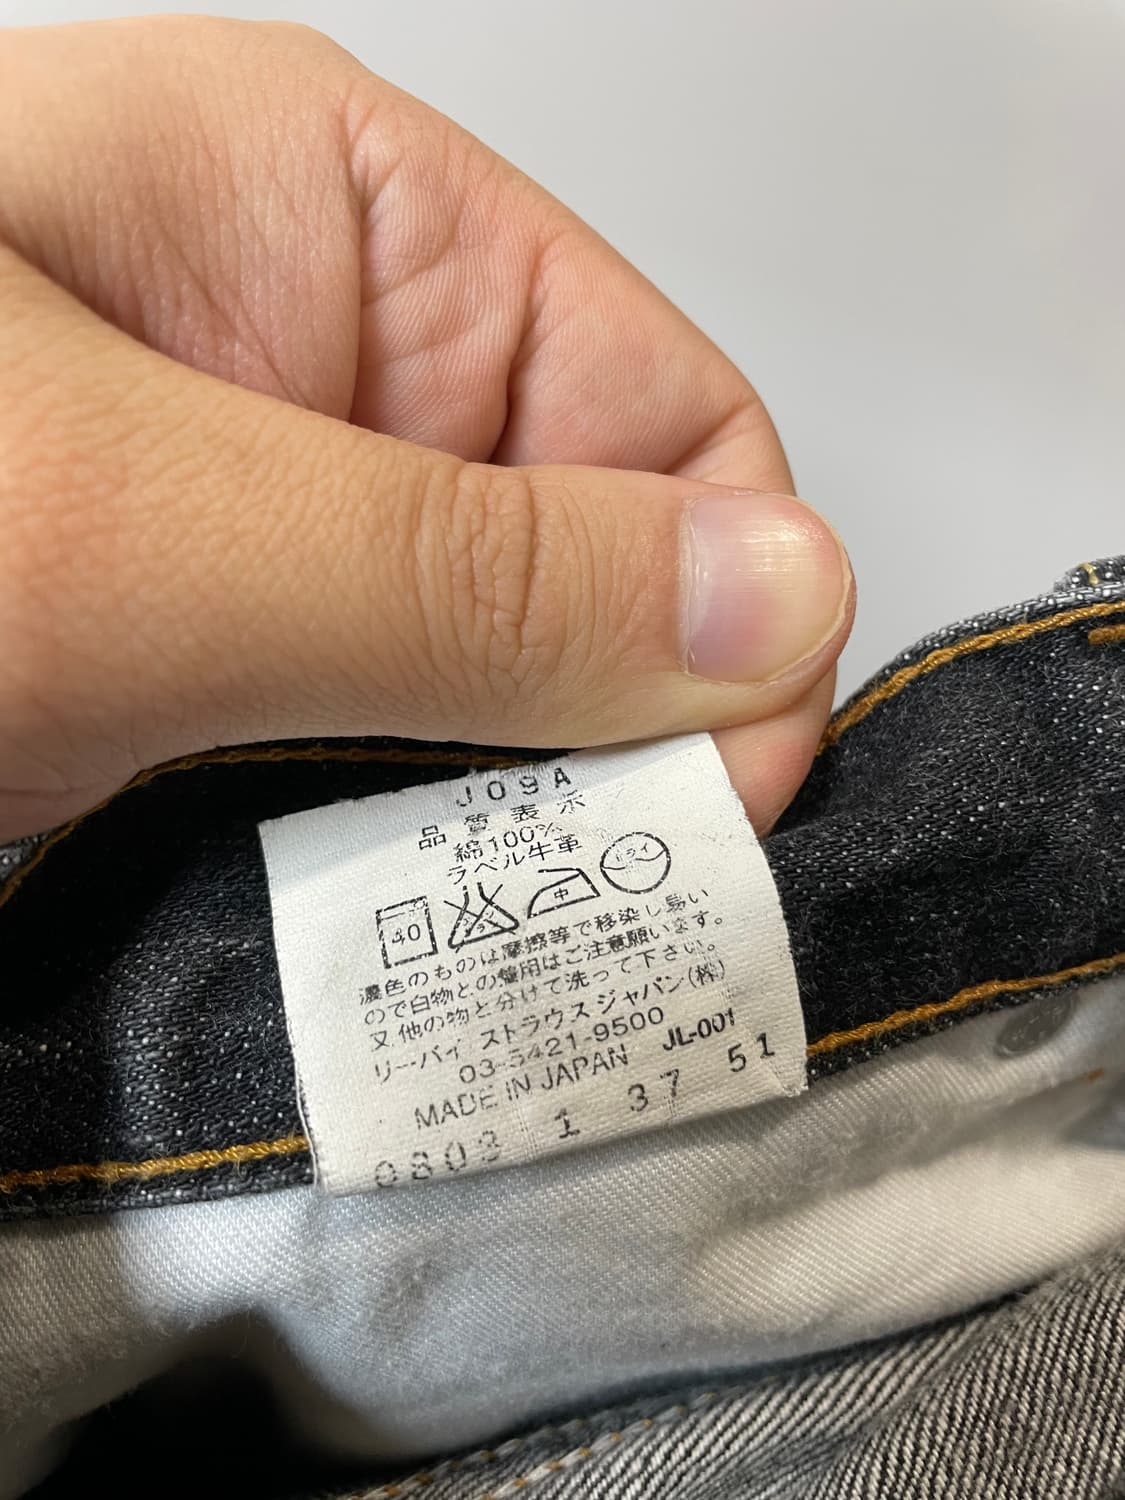 J09A
品質表示
綿100%
ラベル牛革
40 中 ドライ
濃色のものは摩擦等で移染し易い
ので白物との着用はご注意願います。
又他の物と分けて洗って下さい。
リーバイ ストラウス ジャパン(株)
03-5421-9500
MADE IN JAPAN JL-001
0803 1 37 51